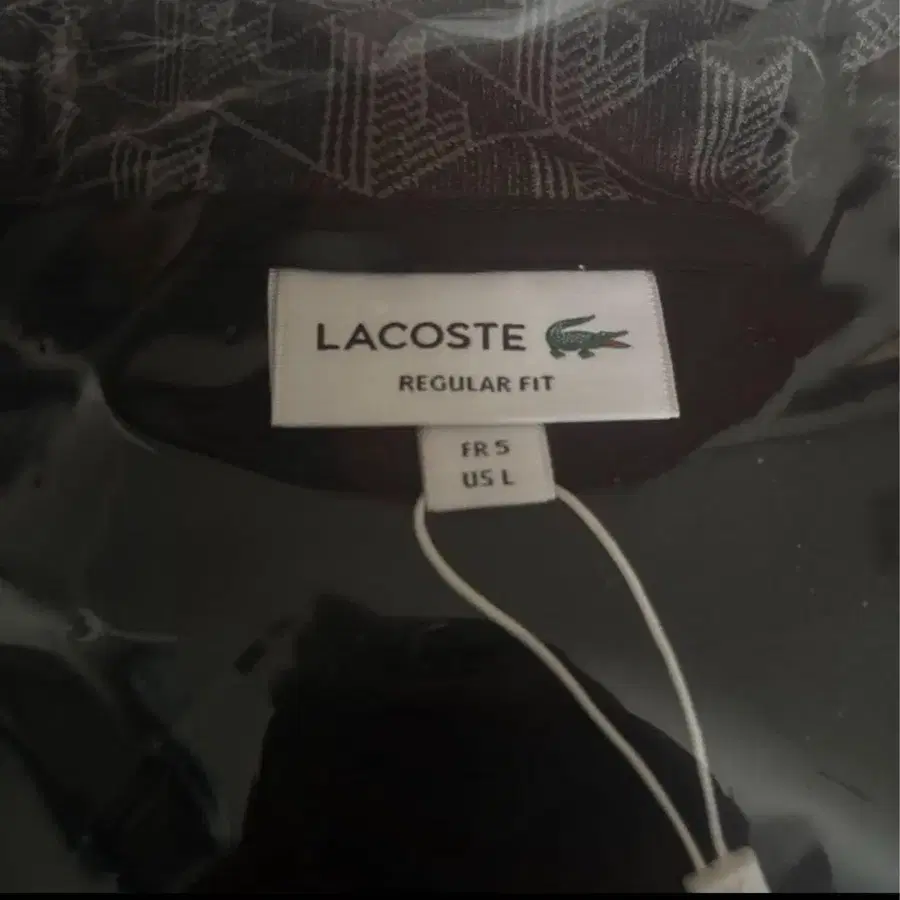 LACOSTE
REGULAR FIT
FR 5
US L